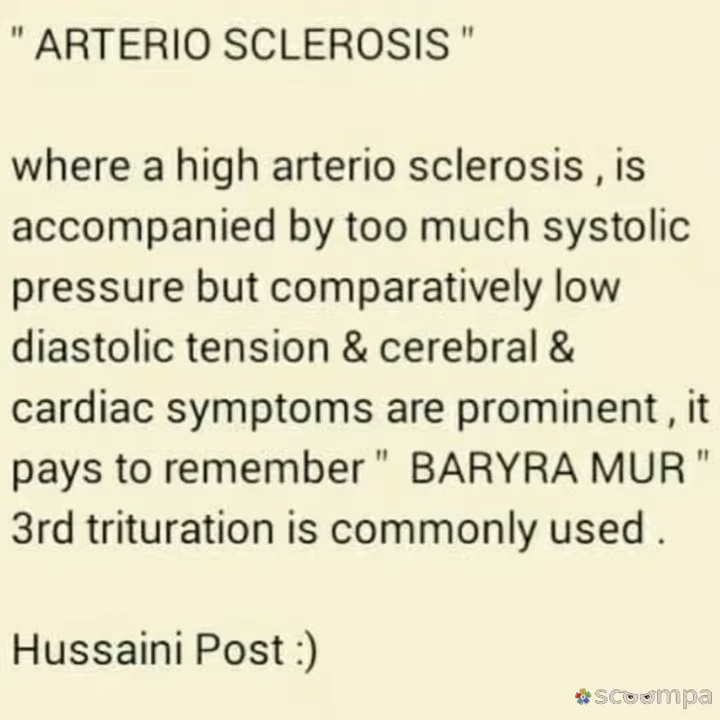 " ARTERIO SCLEROSIS "
where a high arterio sclerosis , is
accompanied by too much systolic
pressure but comparatively low
diastolic tension & cerebral &
cardiac symptoms are prominent , it
pays to remember " BARYRA MUR "
3rd trituration is commonly used .
Hussaini Post :)
scoompa